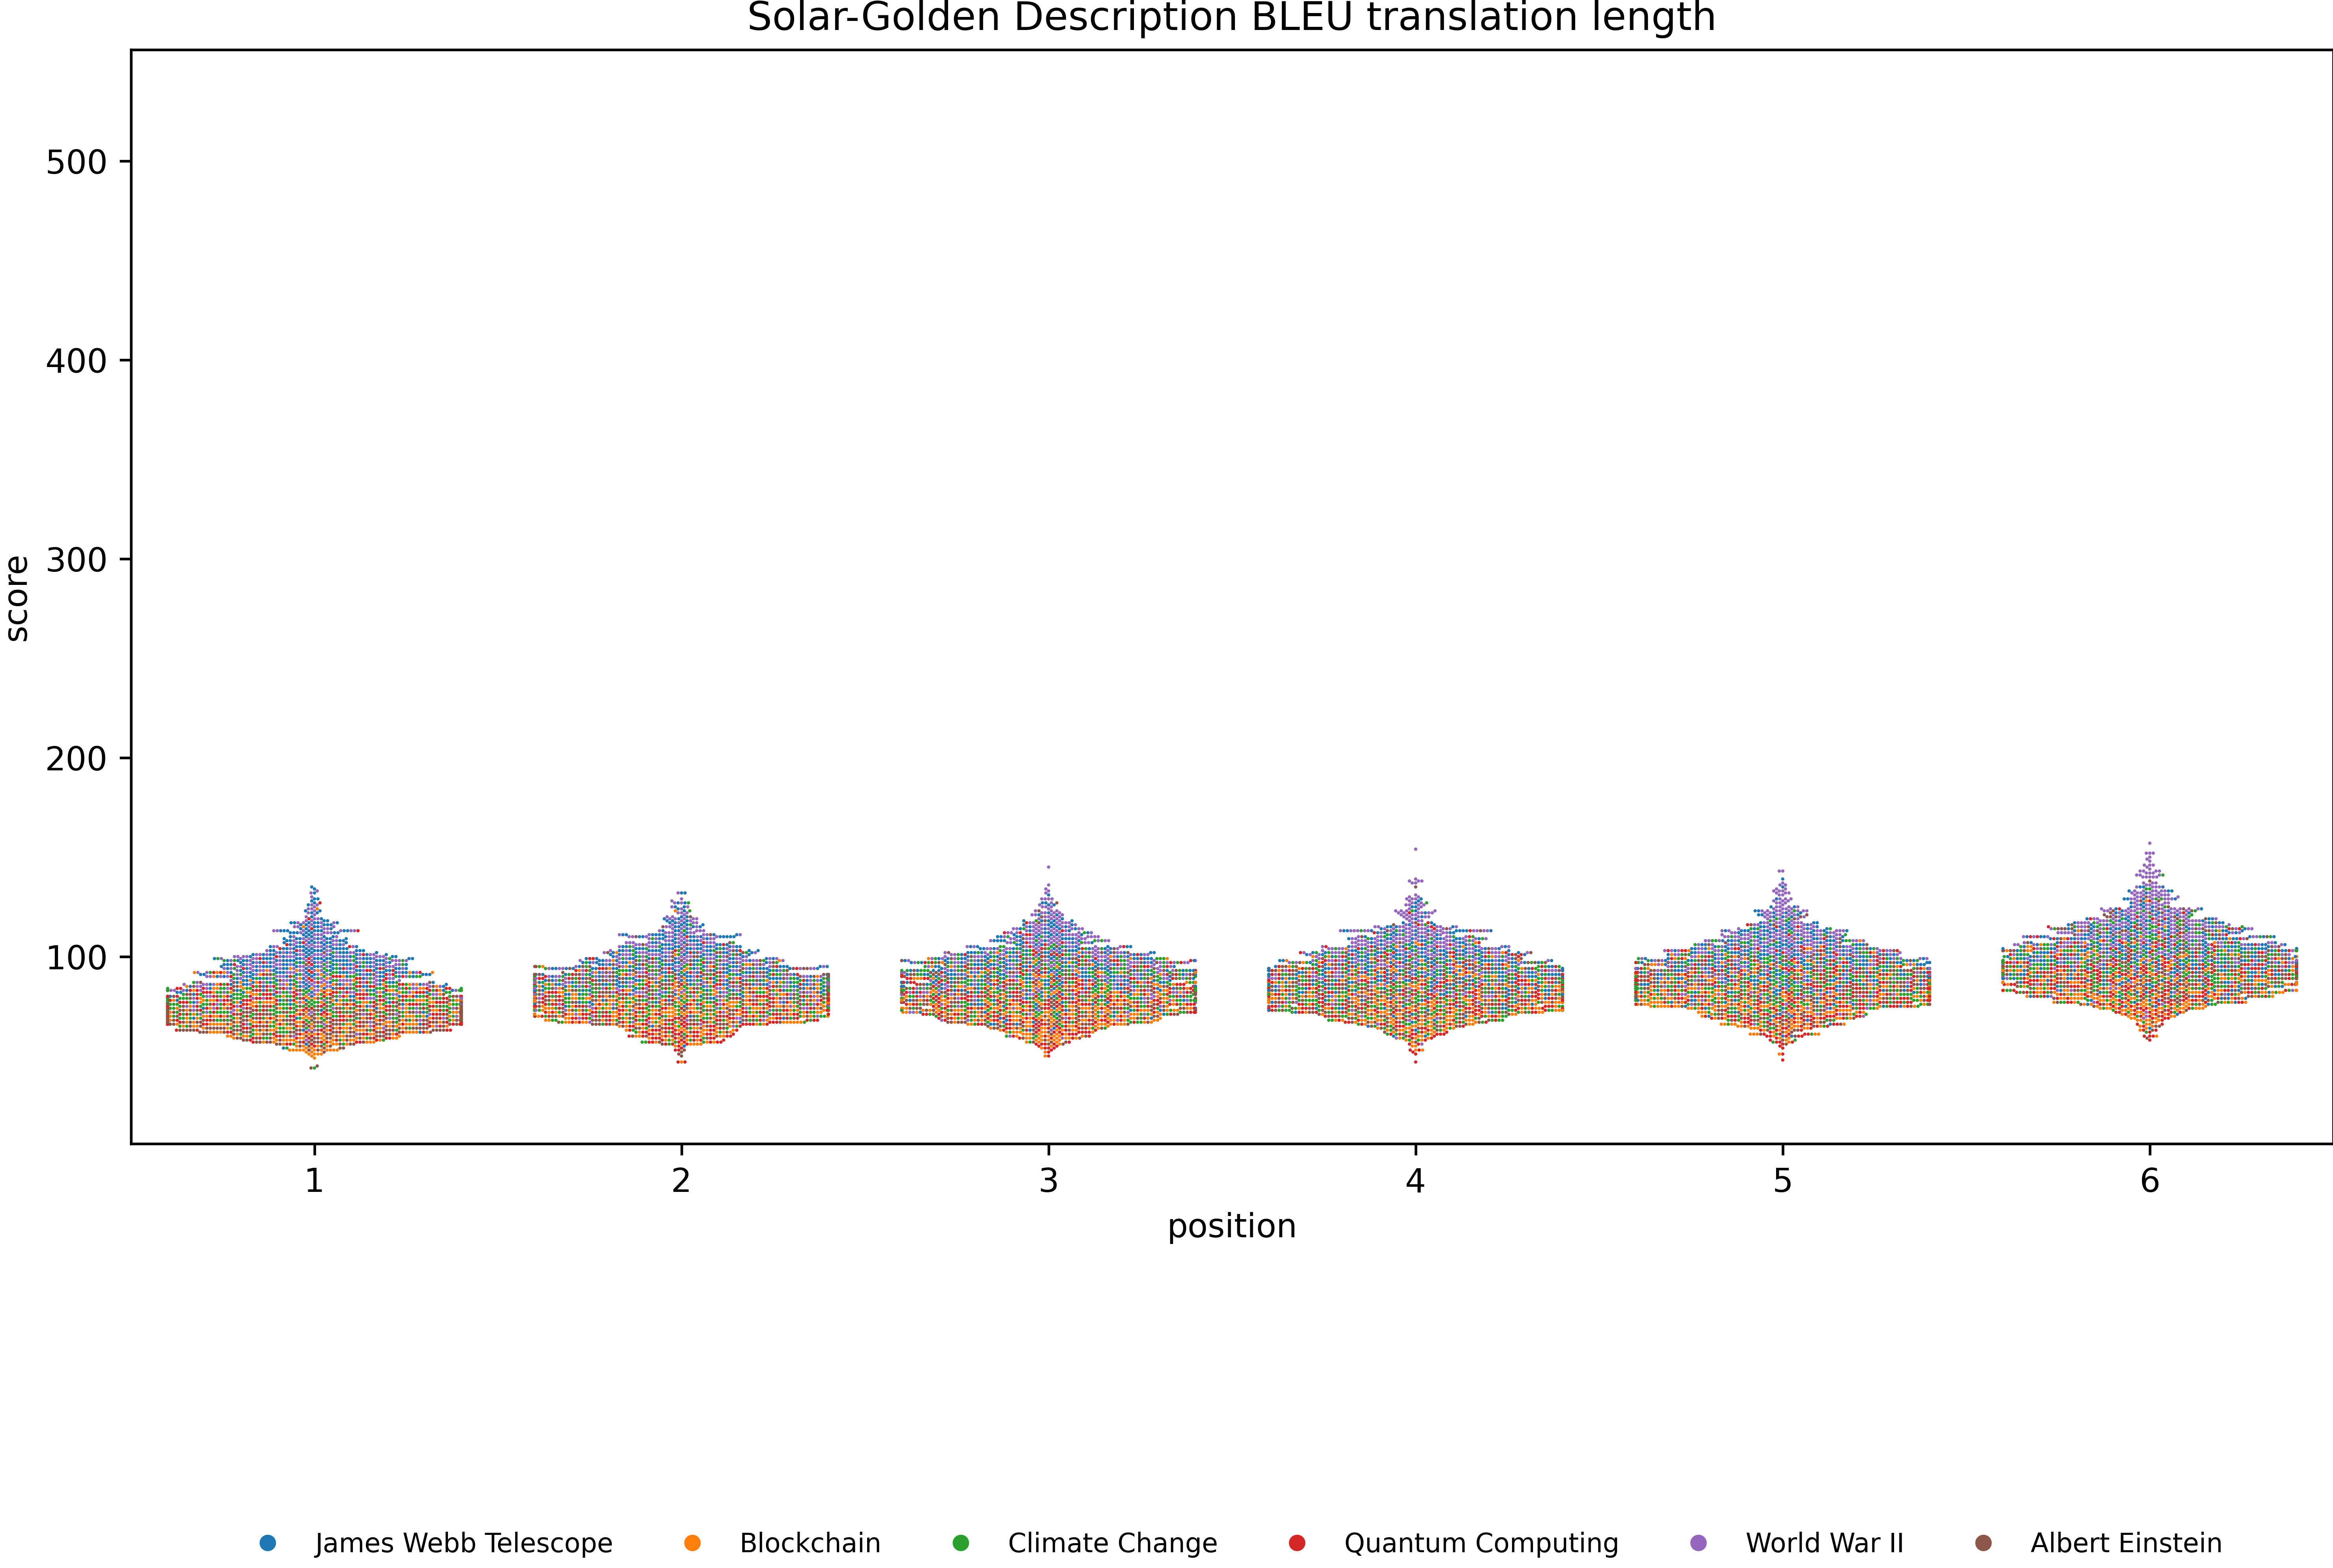 Solar-Golden Description BLEU translation length
500
400
300
200
100
score
1 2 3 4 5 6
position
James Webb Telescope Blockchain Climate Change Quantum Computing World War II Albert Einstein